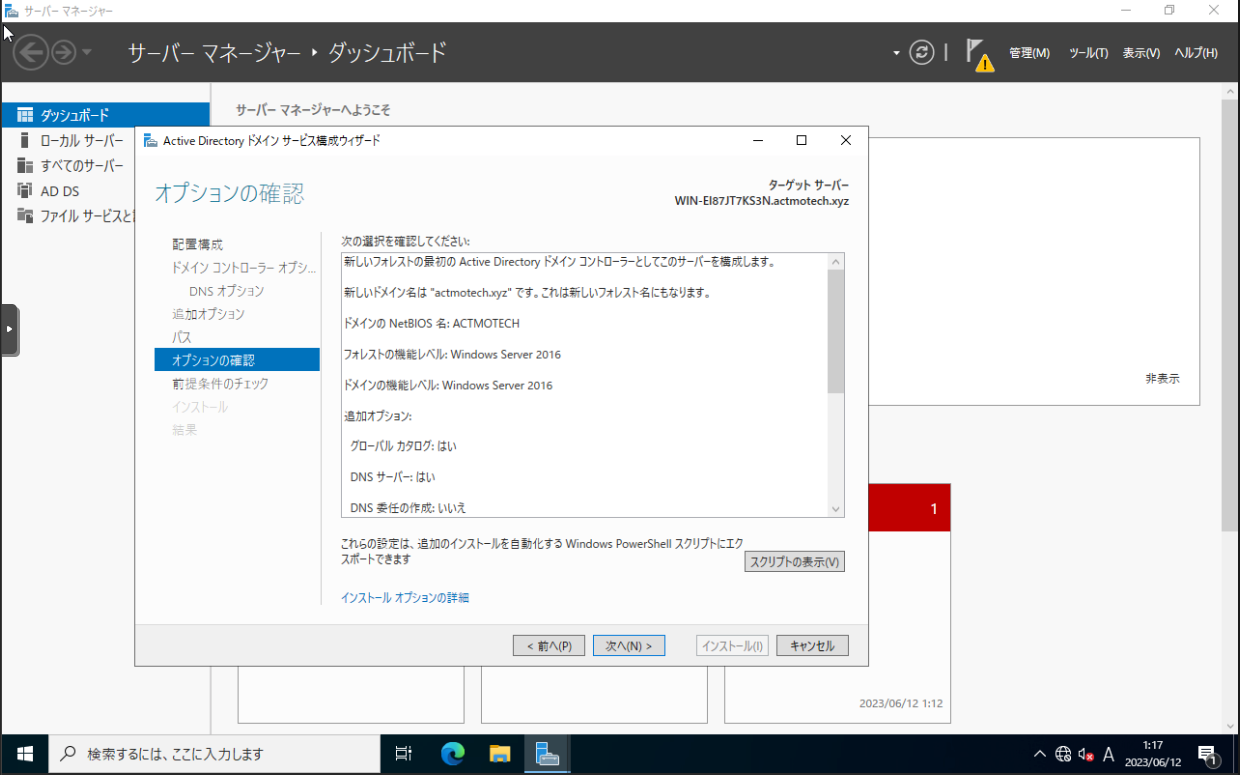 サーバー マネージャー
サーバー マネージャー ‣ ダッシュボード
管理(M) ツール(T) 表示(V) ヘルプ(H)
ダッシュボード
ローカル サーバー
すべてのサーバー
AD DS
ファイル サービスと
サーバー マネージャーへようこそ
Active Directory ドメイン サービス構成ウィザード
オプションの確認
ターゲット サーバー
WIN-EI87JT7KS3N.actmotech.xyz
配置構成
ドメイン コントローラー オプシ...
DNS オプション
追加オプション
パス
オプションの確認
前提条件のチェック
インストール
結果
次の選択を確認してください:
新しいフォレストの最初の Active Directory ドメイン コントローラーとしてこのサーバーを構成します。
新しいドメイン名は "actmotech.xyz" です。これは新しいフォレスト名にもなります。
ドメインの NetBIOS 名: ACTMOTECH
フォレストの機能レベル: Windows Server 2016
ドメインの機能レベル: Windows Server 2016
追加オプション:
グローバル カタログ: はい
DNS サーバー: はい
DNS 委任の作成: いいえ
これらの設定は、追加のインストールを自動化する Windows PowerShell スクリプトにエク
スポートできます
スクリプトの表示(V)
インストール オプションの詳細
< 前へ(P) 次へ(N) > インストール(I) キャンセル
非表示
1
2023/06/12 1:12
検索するには、ここに入力します
A
1:17
2023/06/12
1